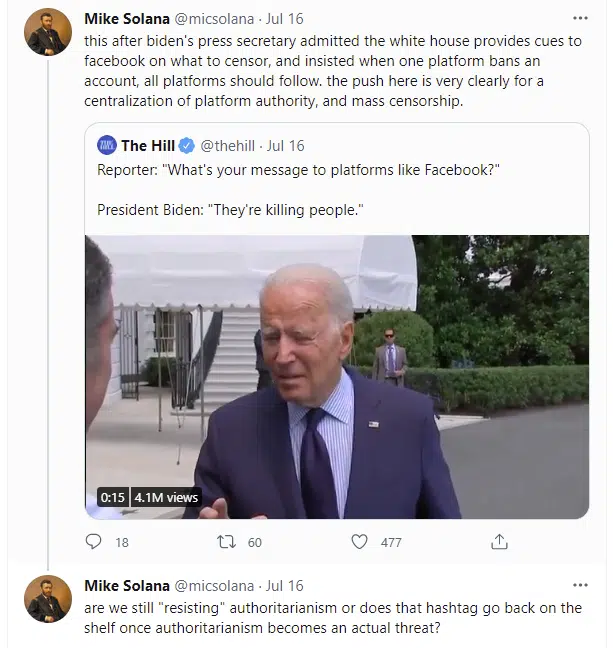 Mike Solana @micsolana · Jul 16
this after biden's press secretary admitted the white house provides cues to
facebook on what to censor, and insisted when one platform bans an
account, all platforms should follow. the push here is very clearly for a
centralization of platform authority, and mass censorship.
The Hill @thehill · Jul 16
Reporter: "What's your message to platforms like Facebook?"
President Biden: "They're killing people."
0:15 4.1M views
18 60 477
Mike Solana @micsolana · Jul 16
are we still "resisting" authoritarianism or does that hashtag go back on the
shelf once authoritarianism becomes an actual threat?